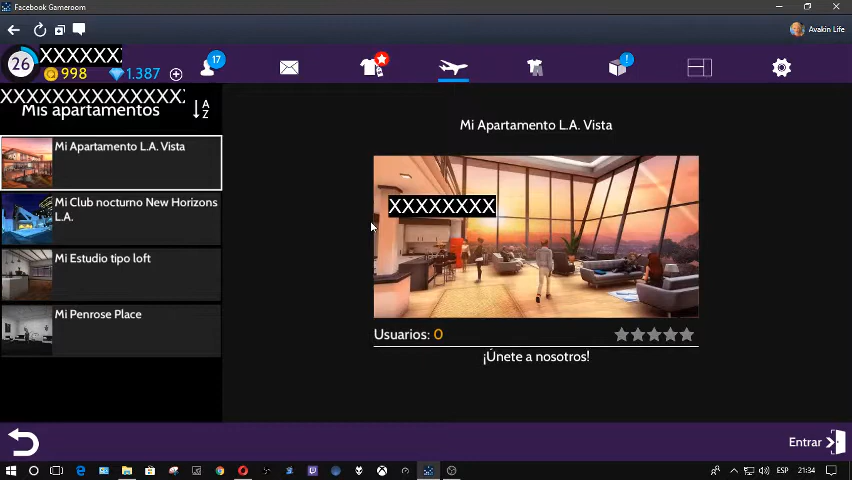 Facebook Gameroom
Avakin Life
26
XXXXXX
998
1.387
17
!
XXXXXXXXXXXXXX
Mis apartamentos
A
Z
Mi Apartamento L.A. Vista
Mi Club nocturno New Horizons
L.A.
Mi Estudio tipo loft
Mi Penrose Place
Mi Apartamento L.A. Vista
XXXXXXXX
Usuarios: 0
¡Únete a nosotros!
Entrar
ESP
21:34